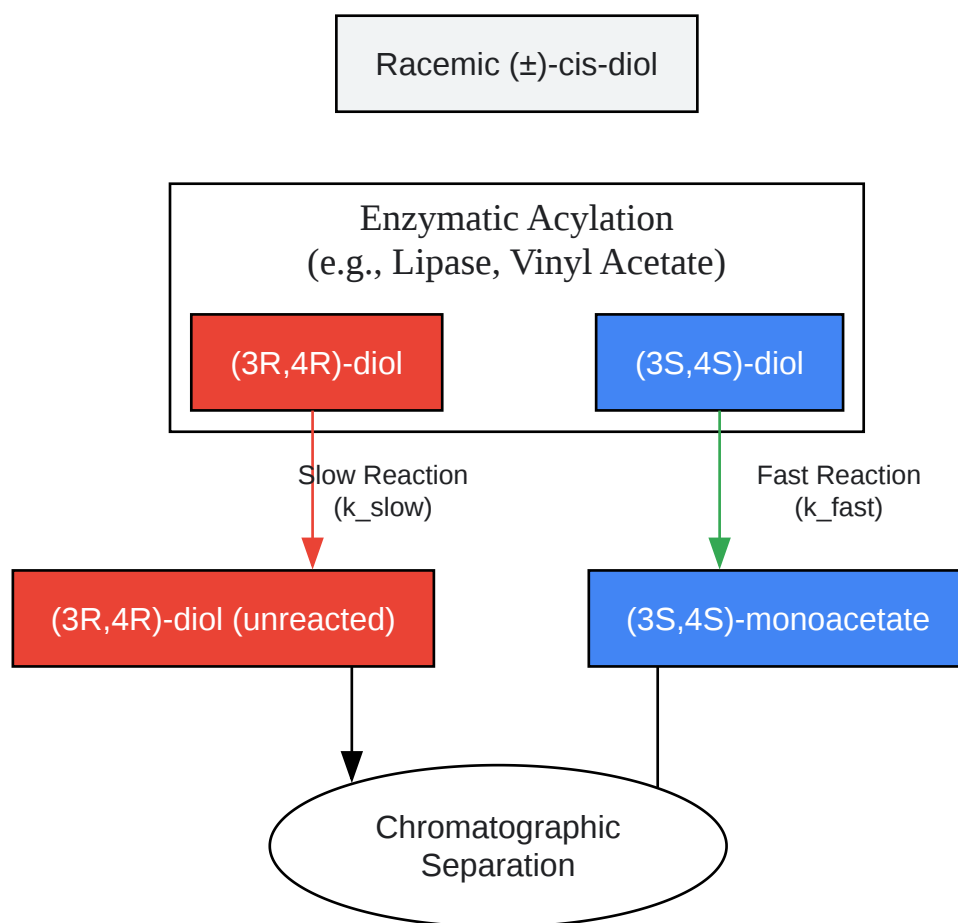 Racemic (±)-cis-diol
Enzymatic Acylation
(e.g., Lipase, Vinyl Acetate)
(3R,4R)-diol
(3S,4S)-diol
Slow Reaction
(k_slow)
Fast Reaction
(k_fast)
(3R,4R)-diol (unreacted)
(3S,4S)-monoacetate
Chromatographic
Separation